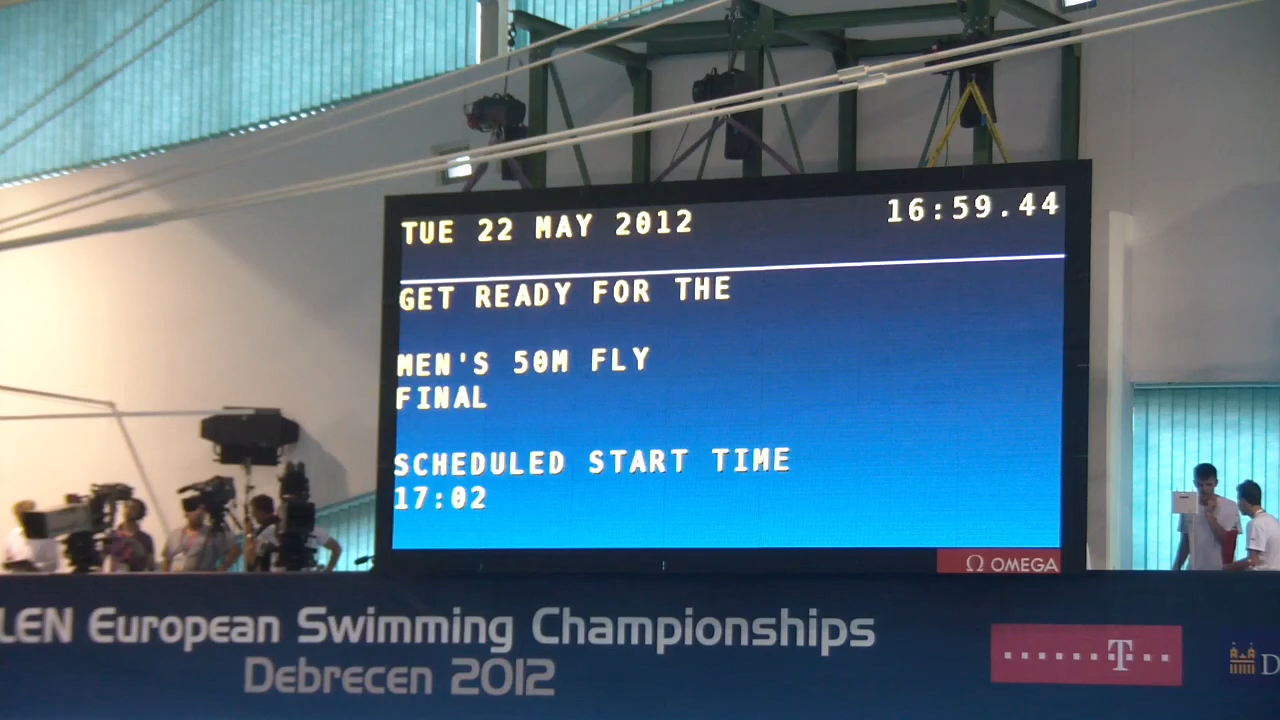 TUE 22 MAY 2012 16:59.44
GET READY FOR THE
MEN'S 50M FLY
FINAL
SCHEDULED START TIME
17:02
Ω OMEGA
LEN European Swimming Championships
Debrecen 2012
T
D